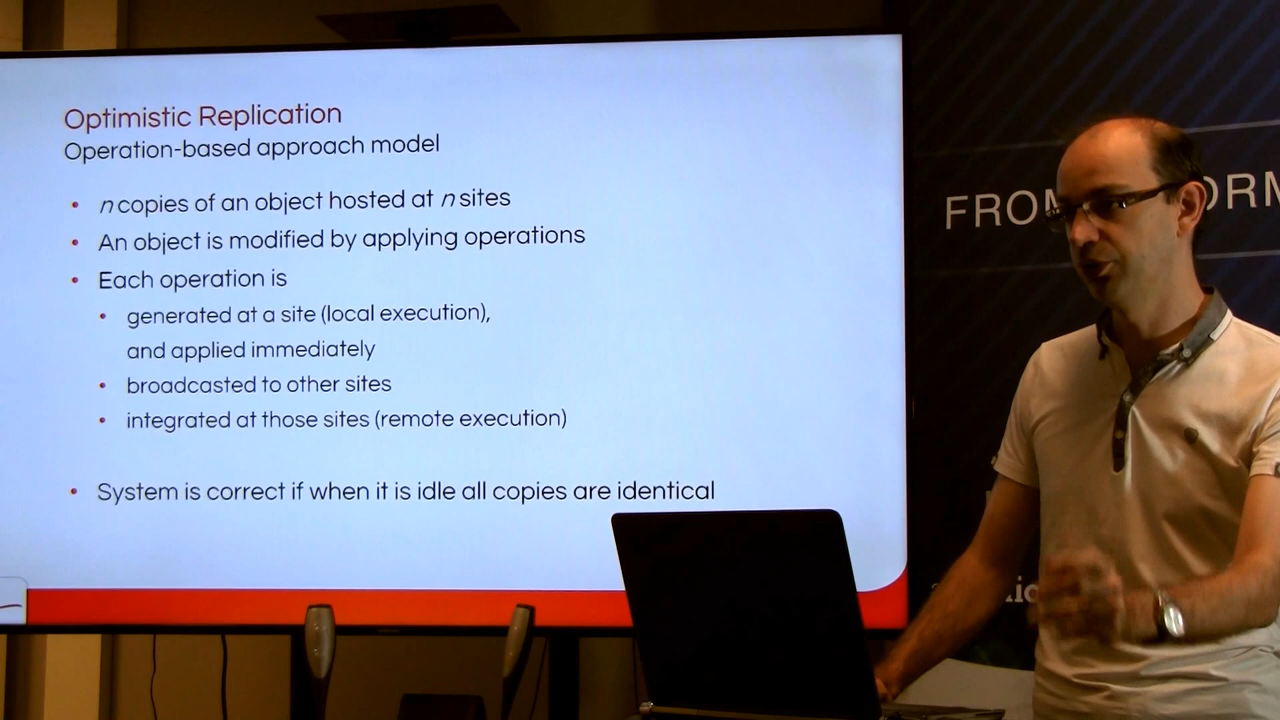 Optimistic Replication
Operation-based approach model
• n copies of an object hosted at n sites
• An object is modified by applying operations
• Each operation is
• generated at a site (local execution),
and applied immediately
• broadcasted to other sites
• integrated at those sites (remote execution)
• System is correct if when it is idle all copies are identical
FROM